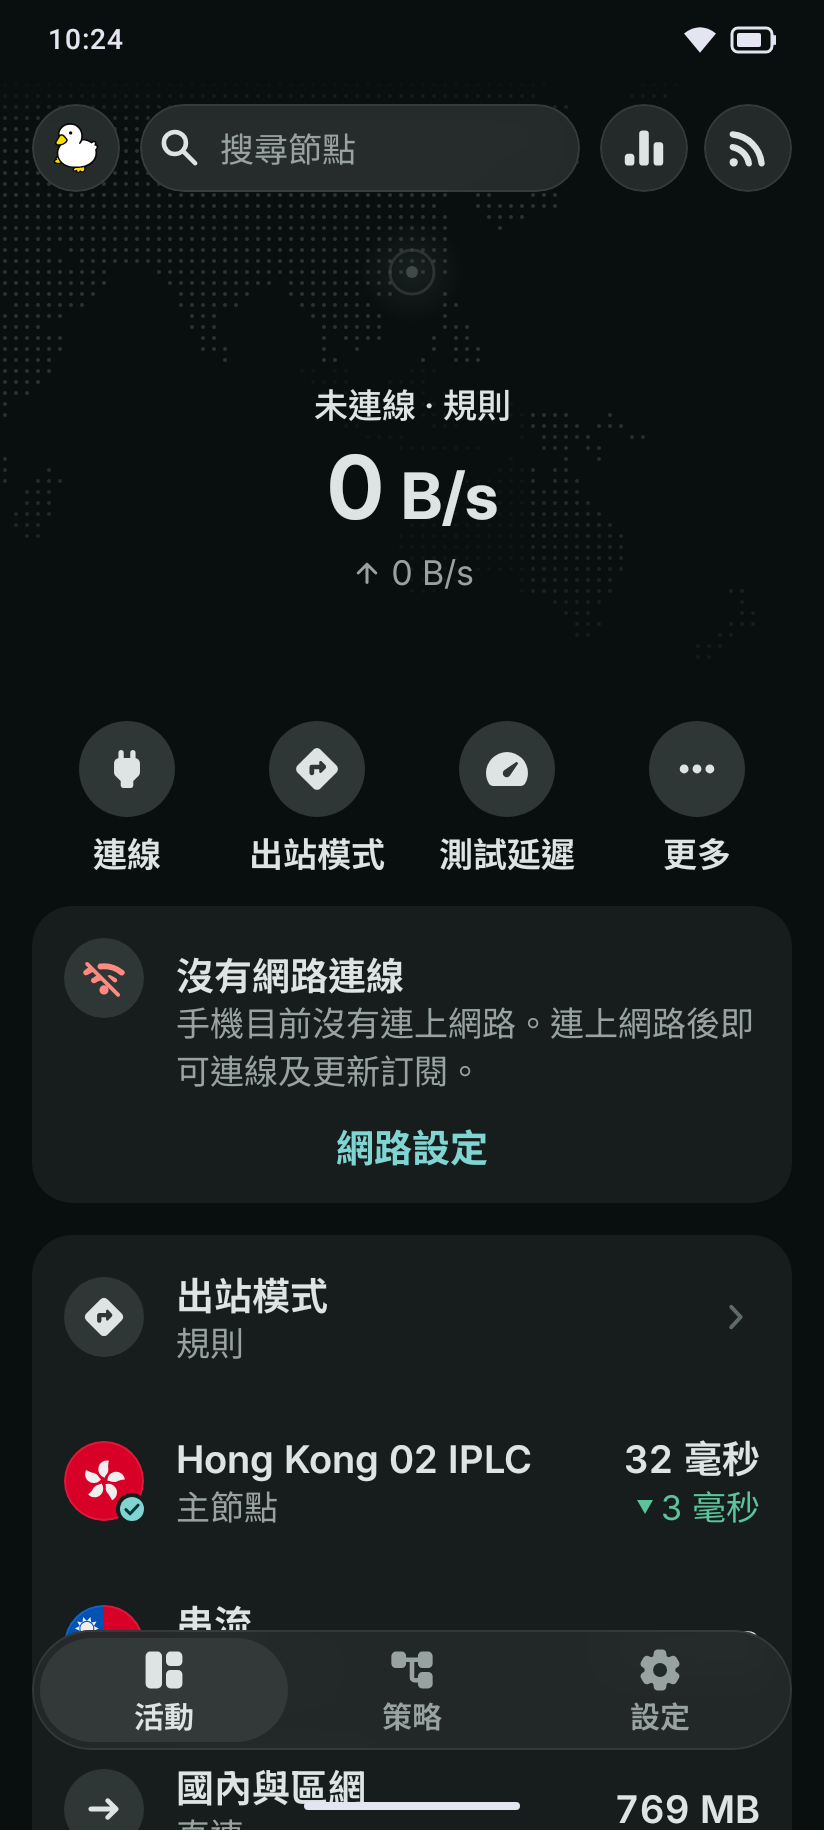 10:24
搜尋節點
未連線 · 規則
0 B/s
↑ 0 B/s
連線
出站模式
測試延遲
更多
沒有網路連線
手機目前沒有連上網路。連上網路後即
可連線及更新訂閱。
網路設定
出站模式
規則
Hong Kong 02 IPLC
32 毫秒
主節點
▼3 毫秒
串流
活動
策略
設定
國內與區網
769 MB
直連